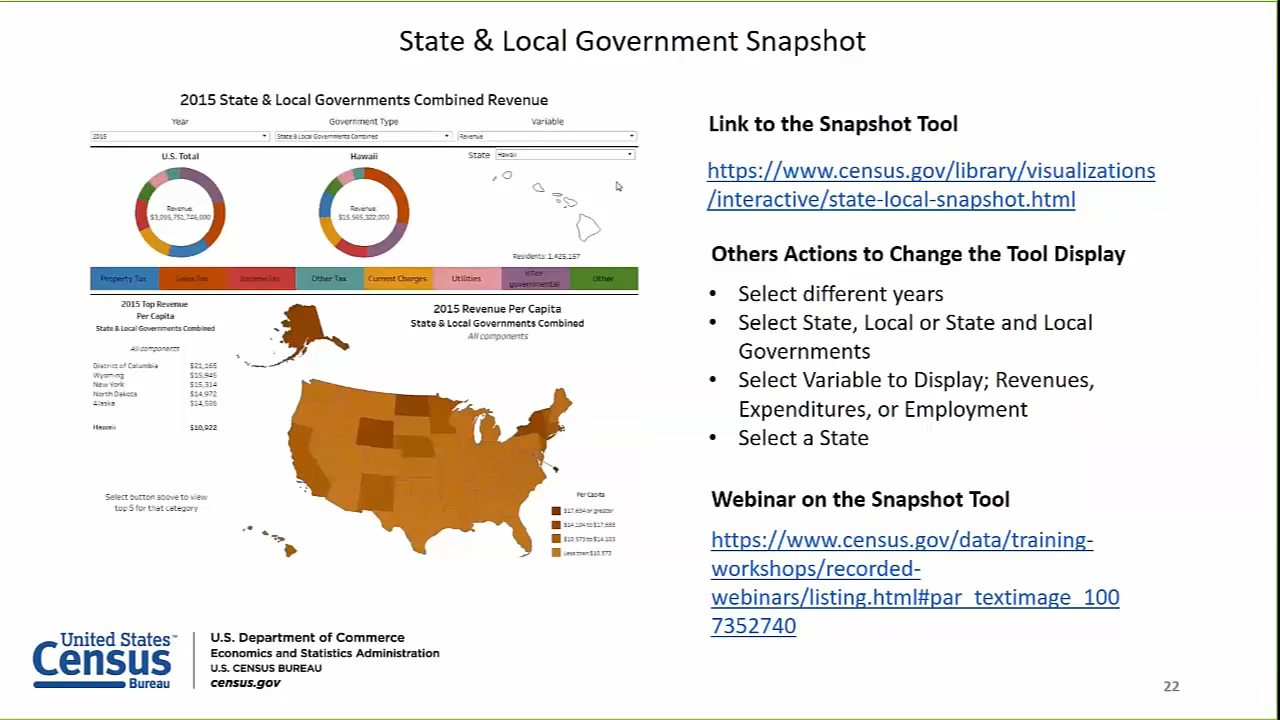 State & Local Government Snapshot
2015 State & Local Governments Combined Revenue
Year
Government Type
Variable
2015
State & Local Governments Combined
Revenue
U.S. Total
Hawaii
State
Hawaii
Revenue:
$3,095,751,746,000
Revenue:
$15,565,322,000
Residents: 1,425,157
Property Tax
Sales Tax
Income Tax
Other Tax
Current Charges
Utilities
Inter-
governmental
Other
2015 Top Revenue
Per Capita
State & Local Governments Combined
All components
District of Columbia $21,165
Wyoming $15,945
New York $15,314
North Dakota $14,972
Alaska $14,586
Hawaii $10,922
Select button above to view
top 5 for that category
2015 Revenue Per Capita
State & Local Governments Combined
All components
Per Capita
$17,634 or greater
$14,104 to $17,633
$10,573 to $14,103
Less than $10,573
Link to the Snapshot Tool
https://www.census.gov/library/visualizations
/interactive/state-local-snapshot.html
Others Actions to Change the Tool Display
• Select different years
• Select State, Local or State and Local
Governments
• Select Variable to Display; Revenues,
Expenditures, or Employment
• Select a State
Webinar on the Snapshot Tool
https://www.census.gov/data/training-
workshops/recorded-
webinars/listing.html#par_textimage_100
7352740
United States™
Census
Bureau
U.S. Department of Commerce
Economics and Statistics Administration
U.S. CENSUS BUREAU
census.gov
22